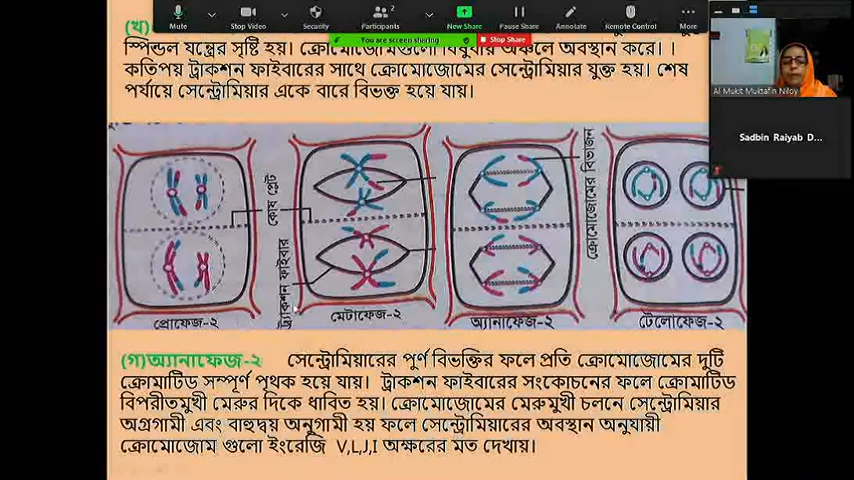 Mute
Stop Video
Security
Participants
2
New Share
Pause Share
Annotate
Remote Control
More
You are screen sharing
Stop Share
(খ)
স্পিন্ডল যন্ত্রের সৃষ্টি হয়। ক্রোমোজোমগুলো বিষুবীয় অঞ্চলে অবস্থান করে। ।
কতিপয় ট্রাকশন ফাইবারের সাথে ক্রোমোজোমের সেন্ট্রোমিয়ার যুক্ত হয়। শেষ
পর্যায়ে সেন্ট্রোমিয়ার একে বারে বিভক্ত হয়ে যায়।
Al Mukit Muktafin Niloy
Sadbin Raiyab D...
কোষ প্লেট
ট্র্যাকশন ফাইবার
ক্রোমোজোমের বিভাজন
প্রোফেজ-২
মেটাফেজ-২
অ্যানাফেজ-২
টেলোফেজ-২
(গ)অ্যানাফেজ-২ সেন্ট্রোমিয়ারের পুর্ণ বিভক্তির ফলে প্রতি ক্রোমোজোমের দুটি
ক্রোমাটিড সম্পূর্ণ পৃথক হয়ে যায়। ট্রাকশন ফাইবারের সংকোচনের ফলে ক্রোমাটিড
বিপরীতমুখী মেরুর দিকে ধাবিত হয়। ক্রোমোজোমের মেরুমুখী চলনে সেন্ট্রোমিয়ার
অগ্রগামী এবং বাহুদ্বয় অনুগামী হয় ফলে সেন্ট্রোমিয়ারের অবস্থান অনুযায়ী
ক্রোমোজোম গুলো ইংরেজি V,L,J,I অক্ষরের মত দেখায়।